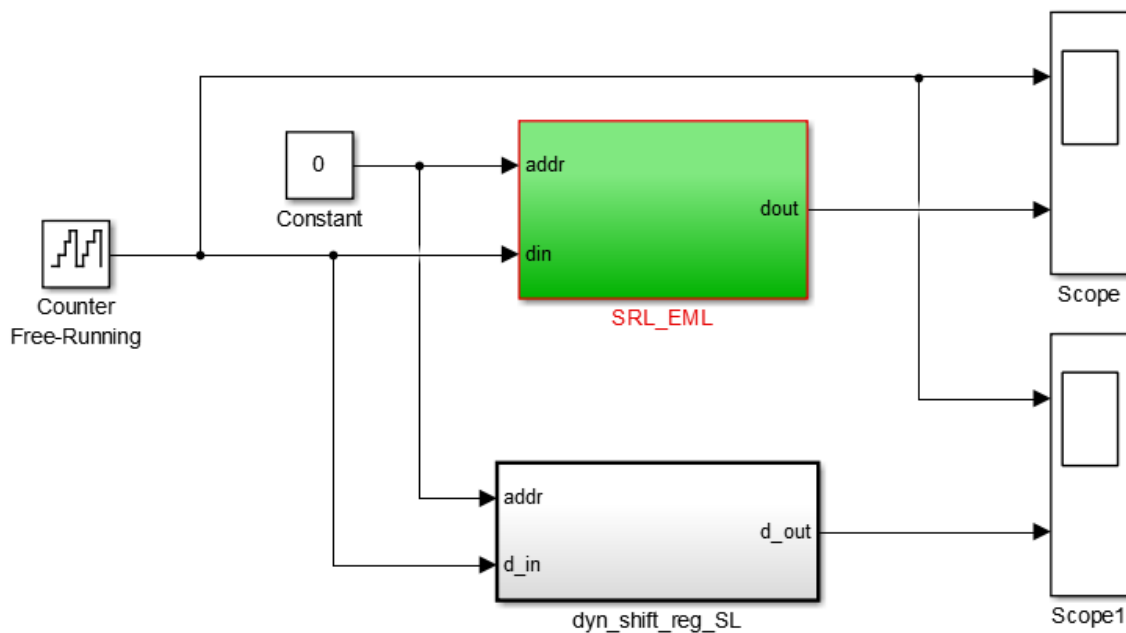 0
Constant
addr
din
dout
SRL_EML
Counter
Free-Running
Scope
addr
d_in
d_out
dyn_shift_reg_SL
Scope1